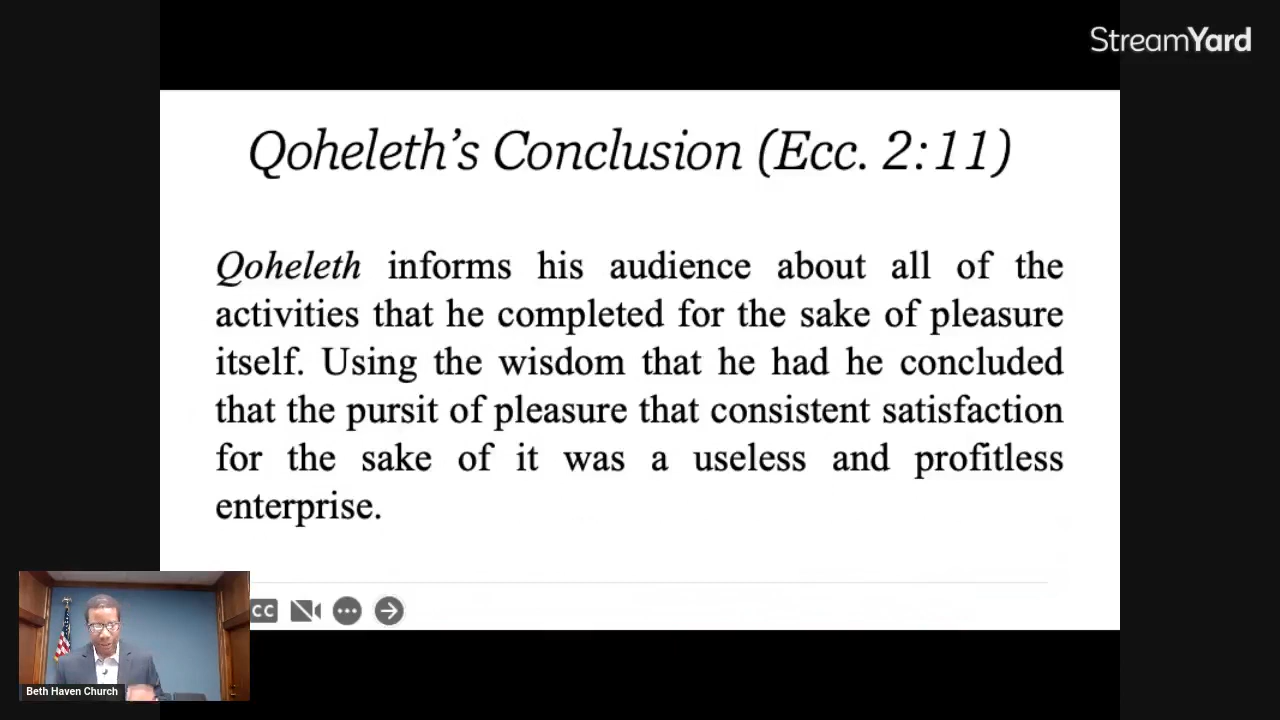 StreamYard
Qoheleth’s Conclusion (Ecc. 2:11)
Qoheleth informs his audience about all of the
activities that he completed for the sake of pleasure
itself. Using the wisdom that he had he concluded
that the pursit of pleasure that consistent satisfaction
for the sake of it was a useless and profitless
enterprise.
CC
Beth Haven Church